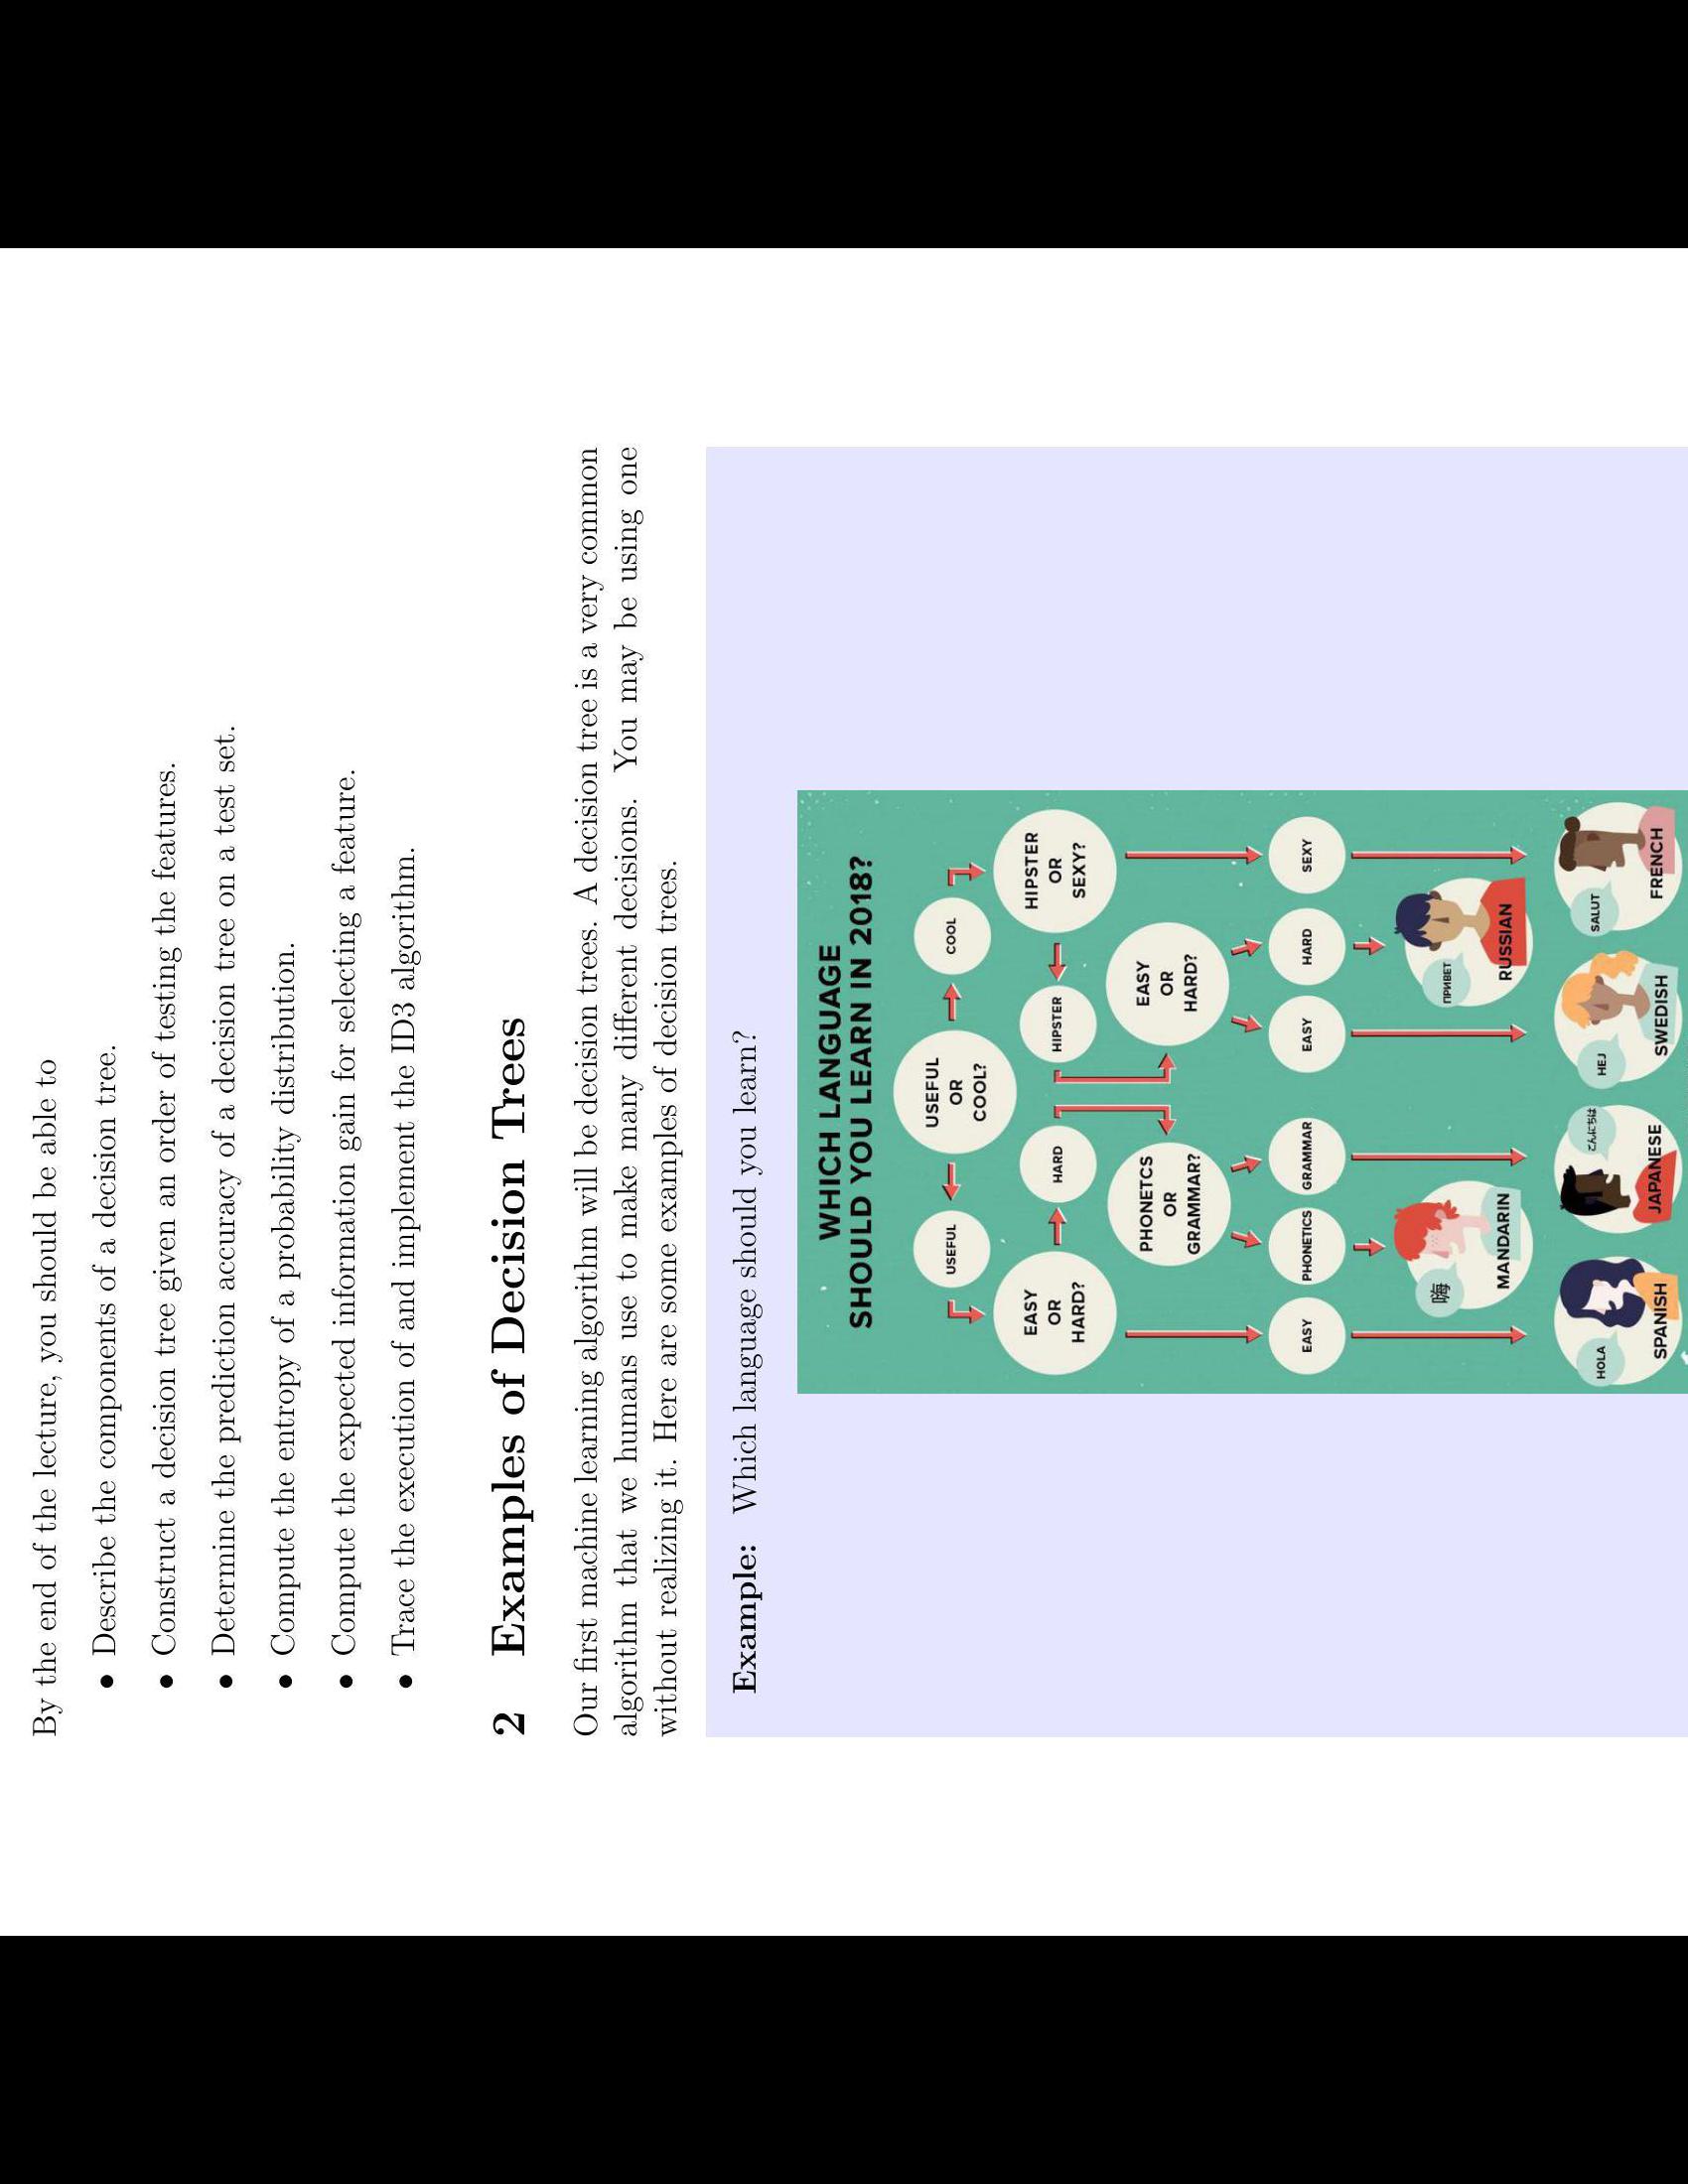 By the end of the lecture, you should be able to
• Describe the components of a decision tree.
• Construct a decision tree given an order of testing the features.
• Determine the prediction accuracy of a decision tree on a test set.
• Compute the entropy of a probability distribution.
• Compute the expected information gain for selecting a feature.
• Trace the execution of and implement the ID3 algorithm.
2 Examples of Decision Trees
Our first machine learning algorithm will be decision trees. A decision tree is a very common
algorithm that we humans use to make many different decisions. You may be using one
without realizing it. Here are some examples of decision trees.
Example: Which language should you learn?
WHICH LANGUAGE
SHOULD YOU LEARN IN 2018?
USEFUL
OR
COOL?
USEFUL
COOL
EASY
OR
HARD?
HARD
HIPSTER
HIPSTER
OR
SEXY?
PHONETCS
OR
GRAMMAR?
EASY
OR
HARD?
EASY
PHONETICS
GRAMMAR
EASY
HARD
SEXY
嗨
MANDARIN
ПРИВЕТ
RUSSIAN
HOLA
SPANISH
こんにちは
JAPANESE
HEJ
SWEDISH
SALUT
FRENCH